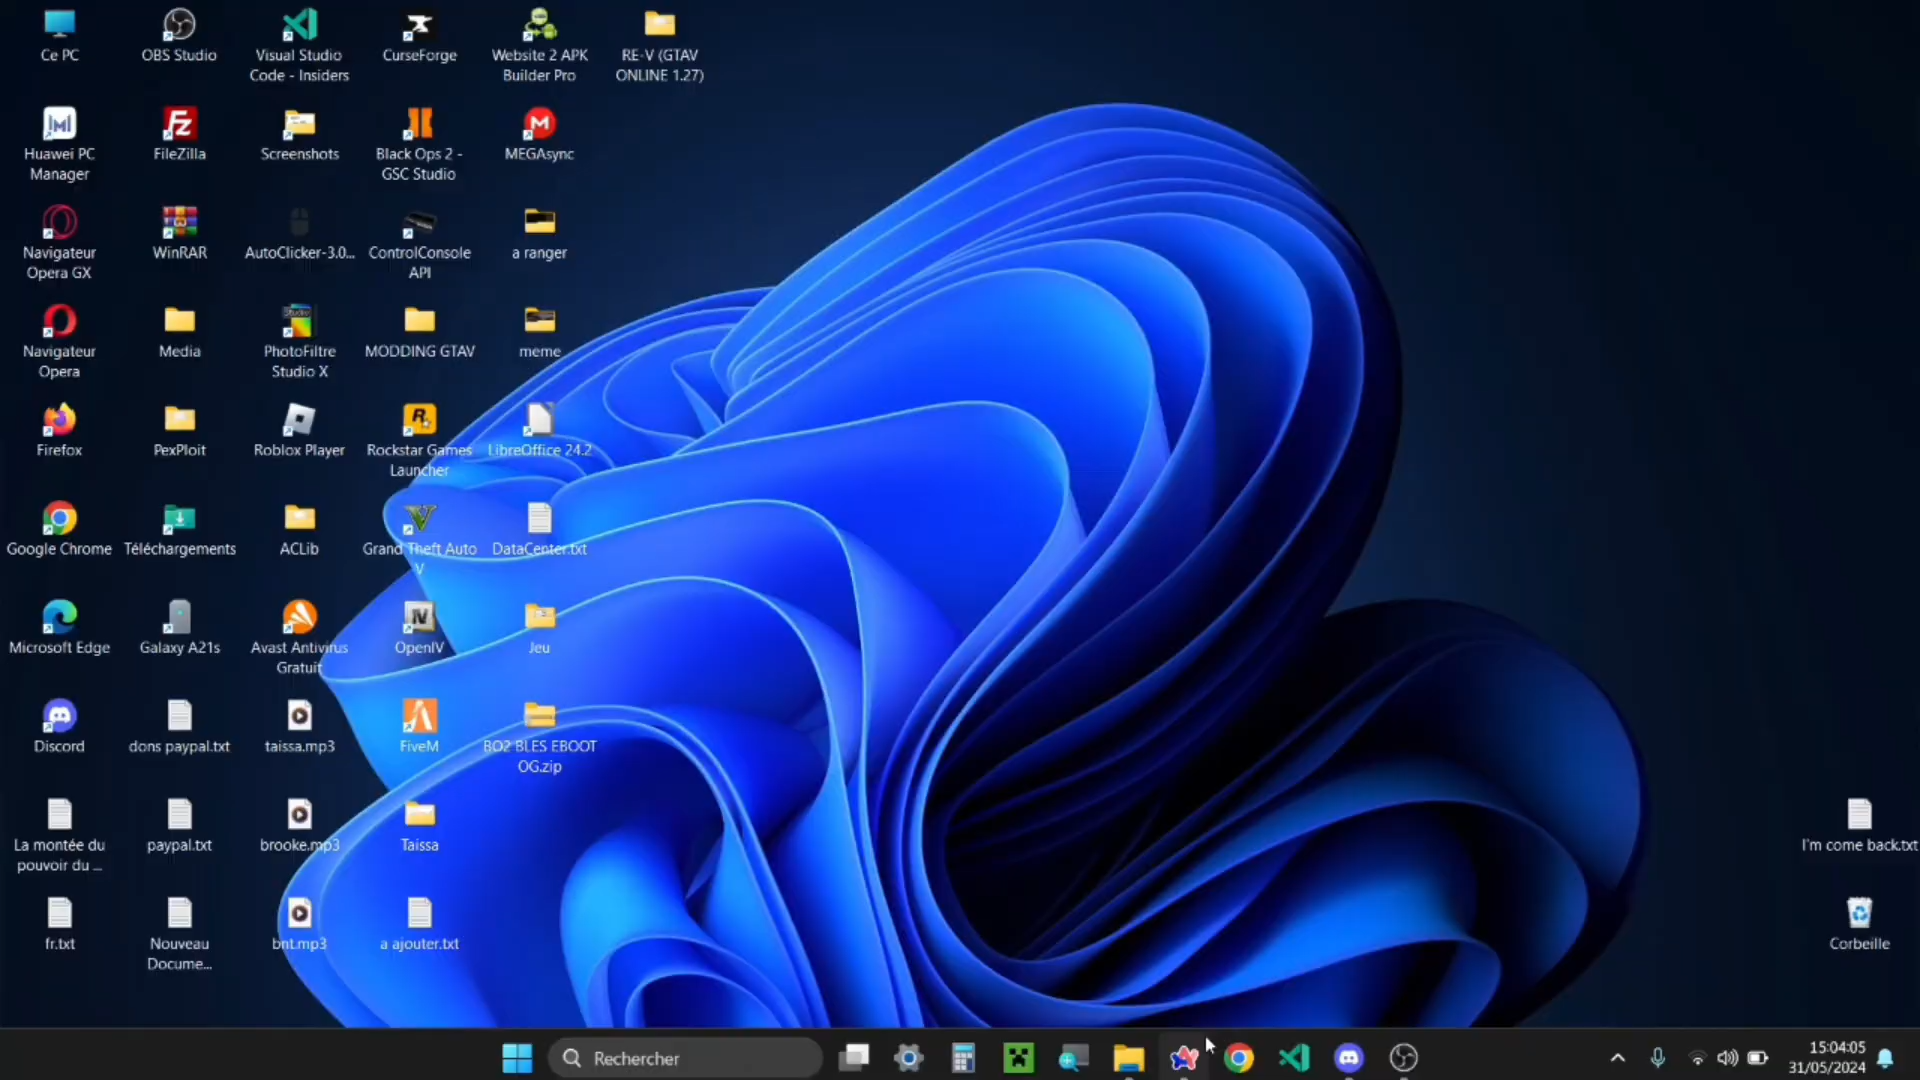 Ce PC
OBS Studio
Visual Studio
Code - Insiders
CurseForge
Website 2 APK
Builder Pro
RE-V (GTAV
ONLINE 1.27)
Huawei PC
Manager
FileZilla
Screenshots
Black Ops 2 -
GSC Studio
MEGAsync
Navigateur
Opera GX
WinRAR
AutoClicker-3.0...
ControlConsole
API
a ranger
Navigateur
Opera
Media
PhotoFiltre
Studio X
MODDING GTAV
meme
Firefox
PexPloit
Roblox Player
Rockstar Games
Launcher
LibreOffice 24.2
Google Chrome
Téléchargements
ACLib
Grand Theft Auto
V
DataCenter.txt
Microsoft Edge
Galaxy A21s
Avast Antivirus
Gratuit
OpenIV
Jeu
Discord
dons paypal.txt
taissa.mp3
FiveM
BO2 BLES EBOOT
OG.zip
La montée du
pouvoir du ...
paypal.txt
brooke.mp3
Taissa
I'm come back.txt
fr.txt
Nouveau
Docume...
bnt.mp3
a ajouter.txt
Corbeille
Rechercher
15:04:05
31/05/2024